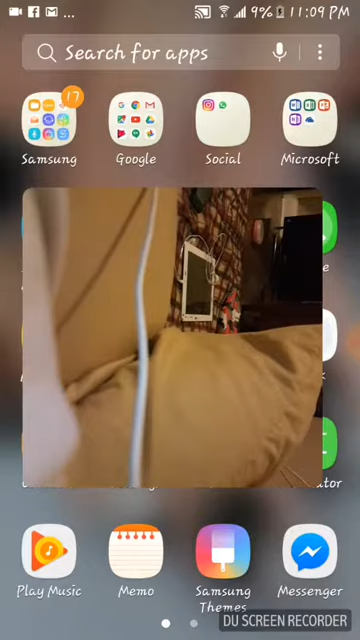 9% 11:09 PM
Search for apps
17
Samsung Google Social Microsoft
Play Music Memo Samsung Themes Messenger
DU SCREEN RECORDER